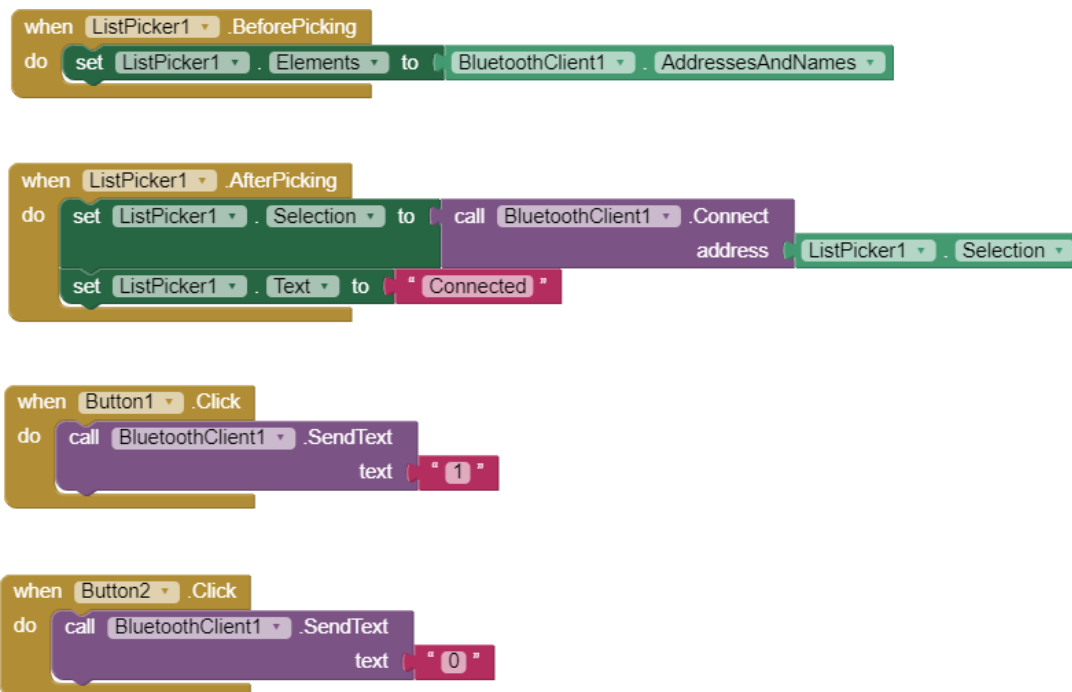 when ListPicker1 .BeforePicking
do set ListPicker1 . Elements to BluetoothClient1 . AddressesAndNames
when ListPicker1 .AfterPicking
do set ListPicker1 . Selection to call BluetoothClient1 .Connect
address ListPicker1 . Selection
set ListPicker1 . Text to " Connected "
when Button1 .Click
do call BluetoothClient1 .SendText
text " 1 "
when Button2 .Click
do call BluetoothClient1 .SendText
text " 0 "